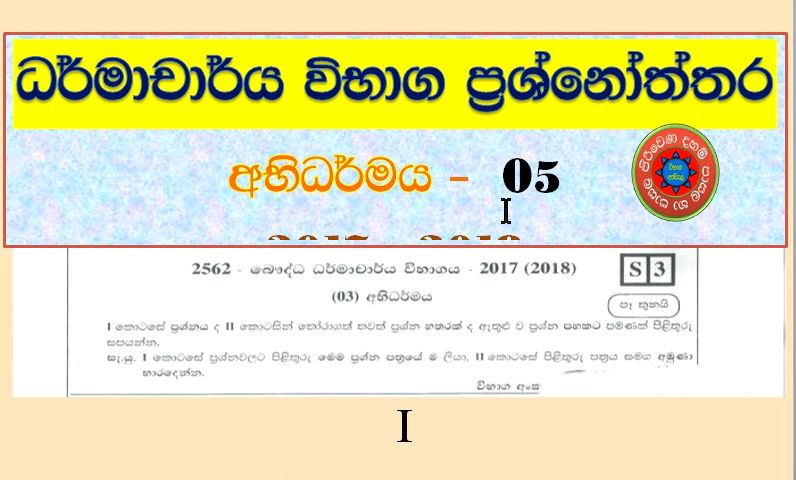 ධර්මාචාර්ය විභාග ප්‍රශ්නෝත්තර
අභිධර්මය - 05
2562 - බෞද්ධ ධර්මාචාර්ය විභාගය - 2017 (2018)
S 3
(03) අභිධර්මය
පැ තුනයි
I කොටසේ ප්‍රශ්නය ද II කොටසින් තෝරාගත් තවත් ප්‍රශ්න හතරක් ද ඇතුළු ව ප්‍රශ්න පහකට පමණක් පිළිතුරු
සපයන්න.
සැ.යු. I කොටසේ ප්‍රශ්නවලට පිළිතුරු මෙම ප්‍රශ්න පත්‍රයේ ම ලියා, II කොටසේ පිළිතුරු පත්‍රය සමග අමුණා
භාරදෙන්න.
විභාග අංක
I